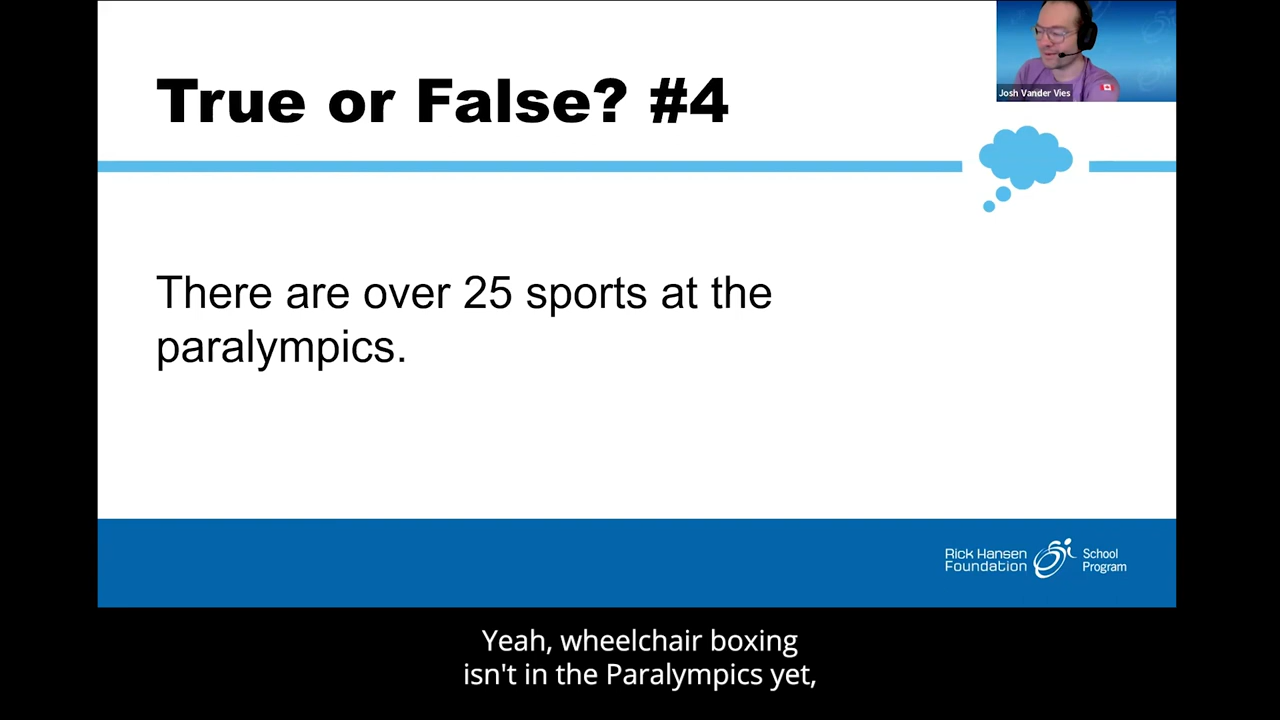 True or False? #4
Josh Vander Vies
There are over 25 sports at the
paralympics.
Rick Hansen
Foundation
School
Program
Yeah, wheelchair boxing
isn't in the Paralympics yet,